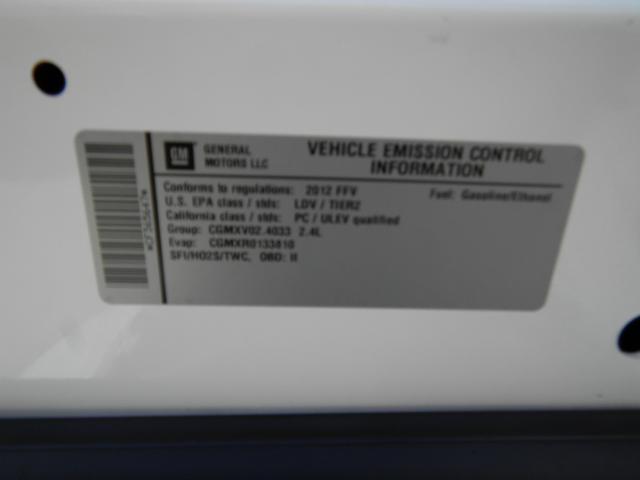 GM
GENERAL
MOTORS LLC
VEHICLE EMISSION CONTROL
INFORMATION
Conforms to regulations: 2012 FFV
Fuel: Gasoline/Ethanol
U.S. EPA class / stds: LDV / TIER2
California class / stds: PC / ULEV qualified
Group: CGMXV02.4033 2.4L
Evap: CGMXR0133810
SFI/HO2S/TWC, OBD: II